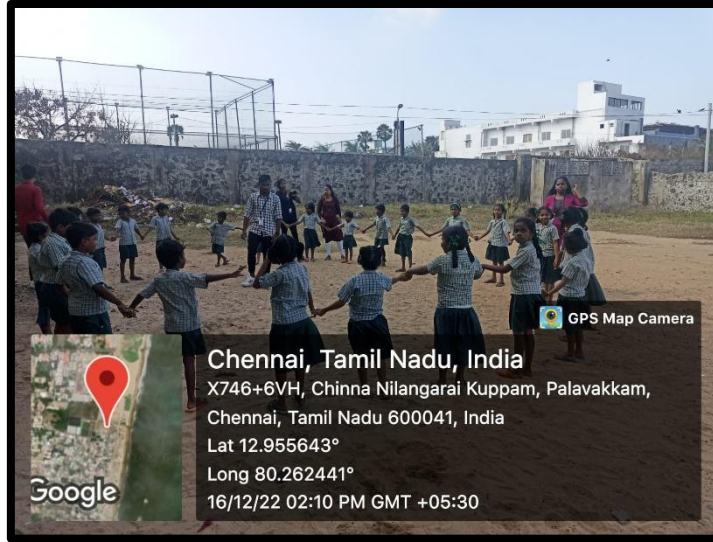 GPS Map Camera
Chennai, Tamil Nadu, India
X746+6VH, Chinna Nilangarai Kuppam, Palavakkam,
Chennai, Tamil Nadu 600041, India
Lat 12.955643°
Long 80.262441°
16/12/22 02:10 PM GMT +05:30
Google